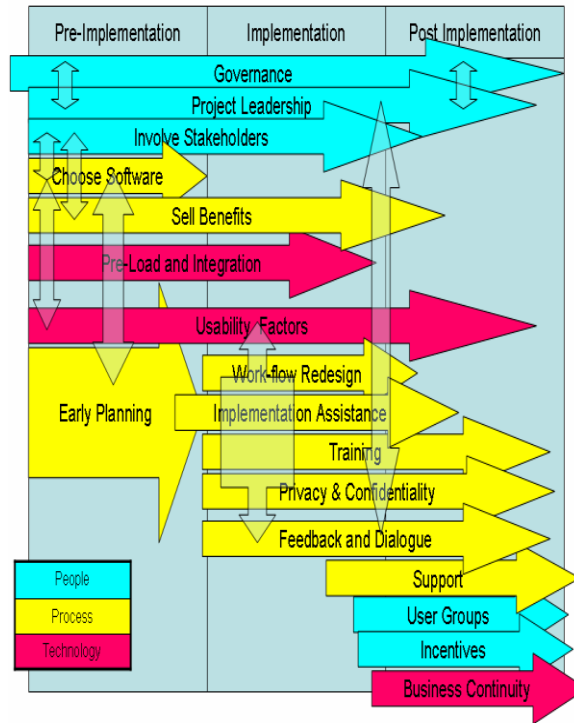 Pre-Implementation
Implementation
Post Implementation
Governance
Project Leadership
Involve Stakeholders
Choose Software
Sell Benefits
Pre-Load and Integration
Usability Factors
Work-flow Redesign
Early Planning
Implementation Assistance
Training
Privacy & Confidentiality
Feedback and Dialogue
Support
User Groups
Incentives
Business Continuity
People
Process
Technology